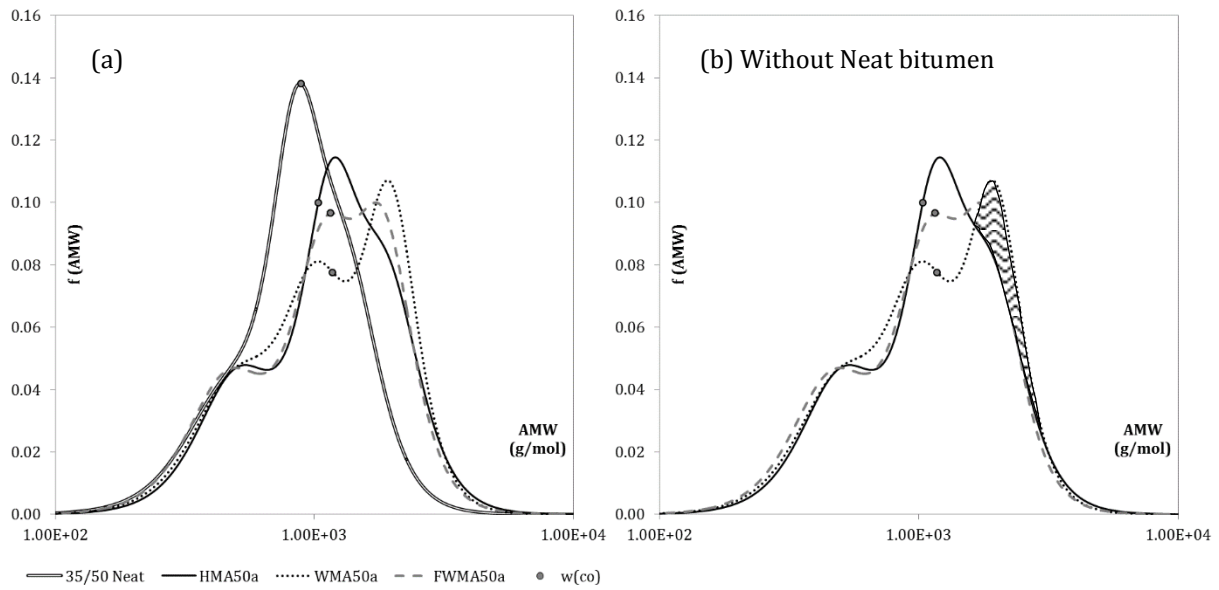 (a)
0.16
0.14
0.12
0.10
0.08
0.06
0.04
0.02
0.00
f (AMW)
AMW
(g/mol)
1.00E+02 1.00E+03 1.00E+04
(b) Without Neat bitumen
0.16
0.14
0.12
0.10
0.08
0.06
0.04
0.02
0.00
f (AMW)
AMW
(g/mol)
1.00E+02 1.00E+03 1.00E+04
35/50 Neat HMA50a WMA50a FWMA50a w(co)